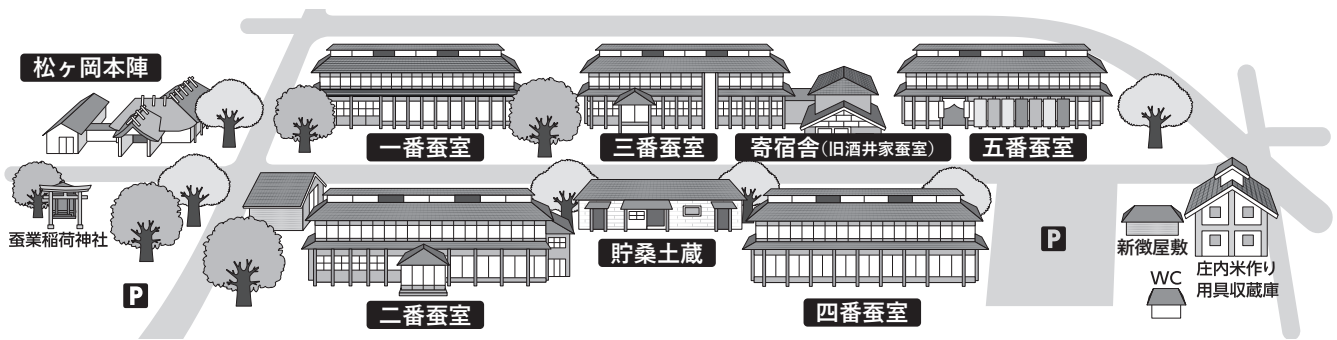 松ヶ岡本陣
一番蚕室
三番蚕室
寄宿舎(旧酒井家蚕室)
五番蚕室
蚕業稲荷神社
P
二番蚕室
貯桑土蔵
四番蚕室
P
新徴屋敷
WC
庄内米作り
用具収蔵庫